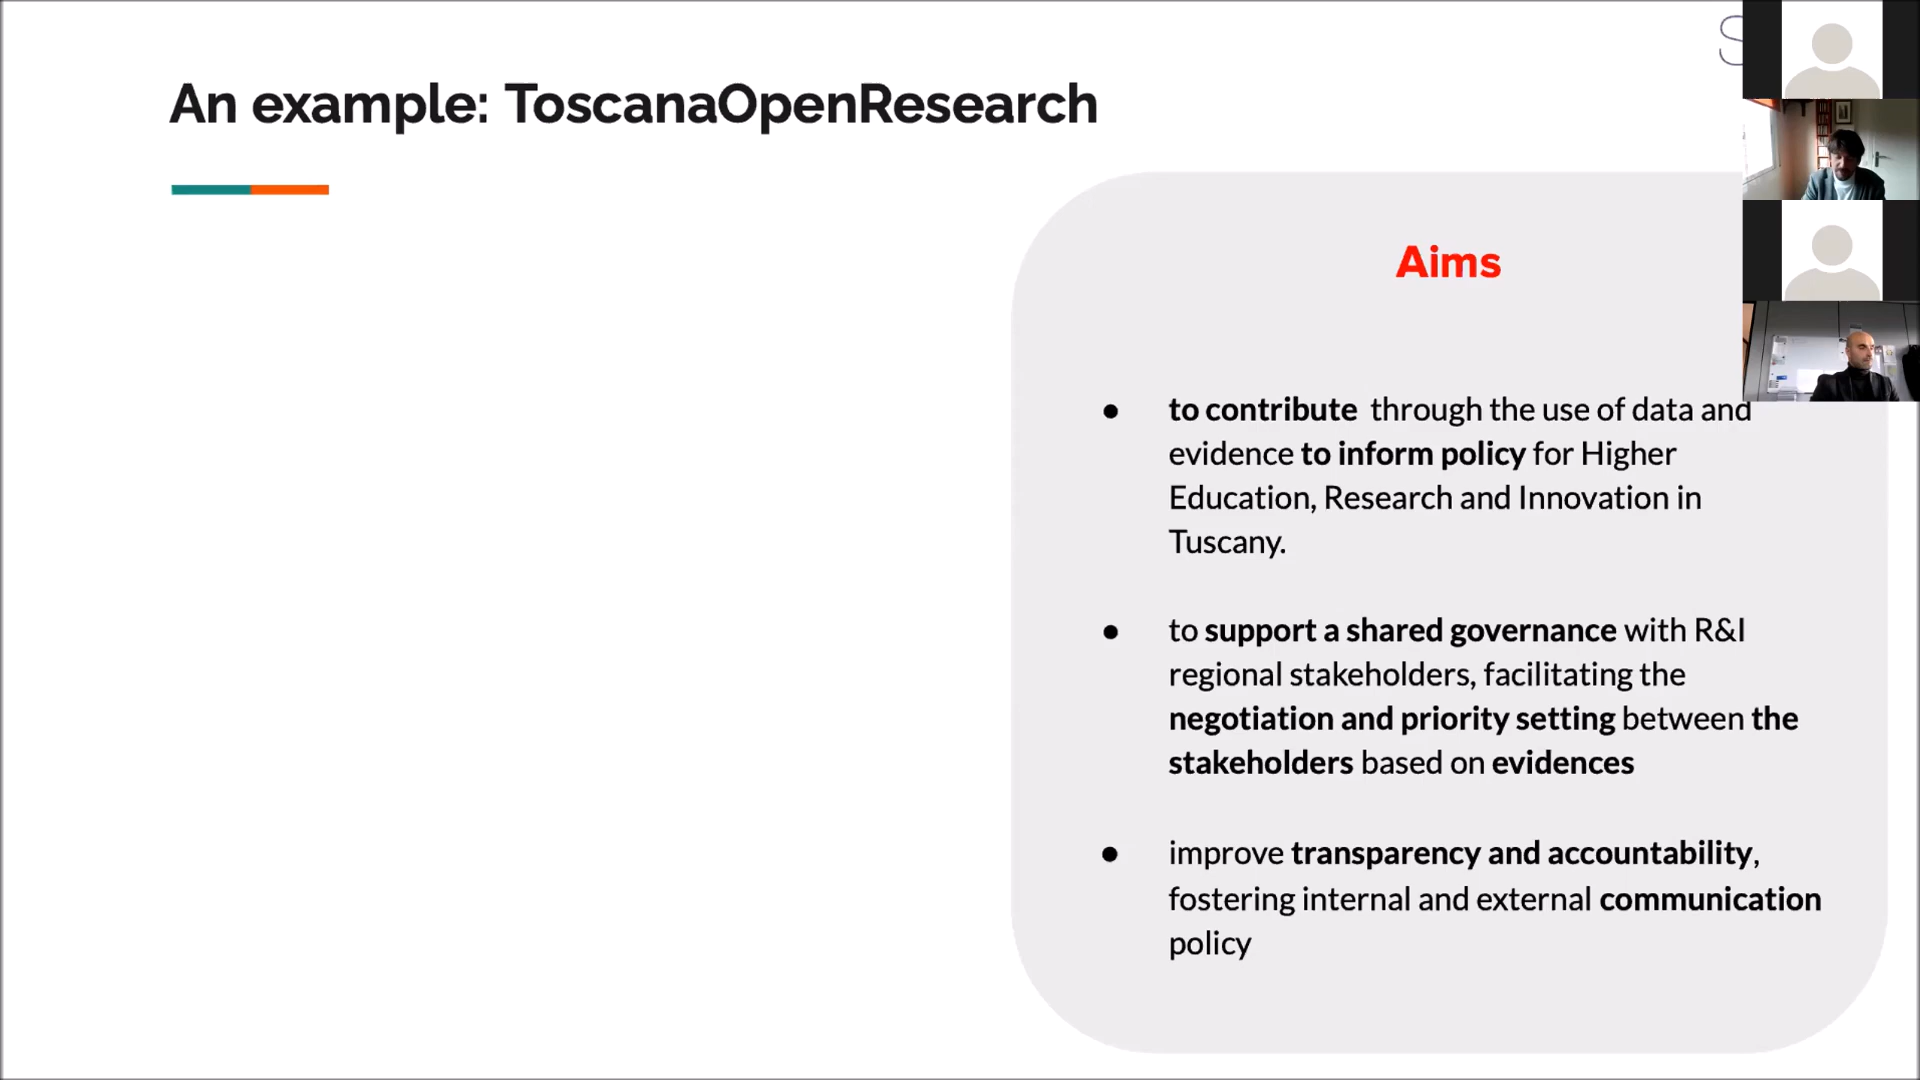 An example: ToscanaOpenResearch
S
Aims
● to contribute through the use of data and
evidence to inform policy for Higher
Education, Research and Innovation in
Tuscany.
● to support a shared governance with R&I
regional stakeholders, facilitating the
negotiation and priority setting between the
stakeholders based on evidences
● improve transparency and accountability,
fostering internal and external communication
policy